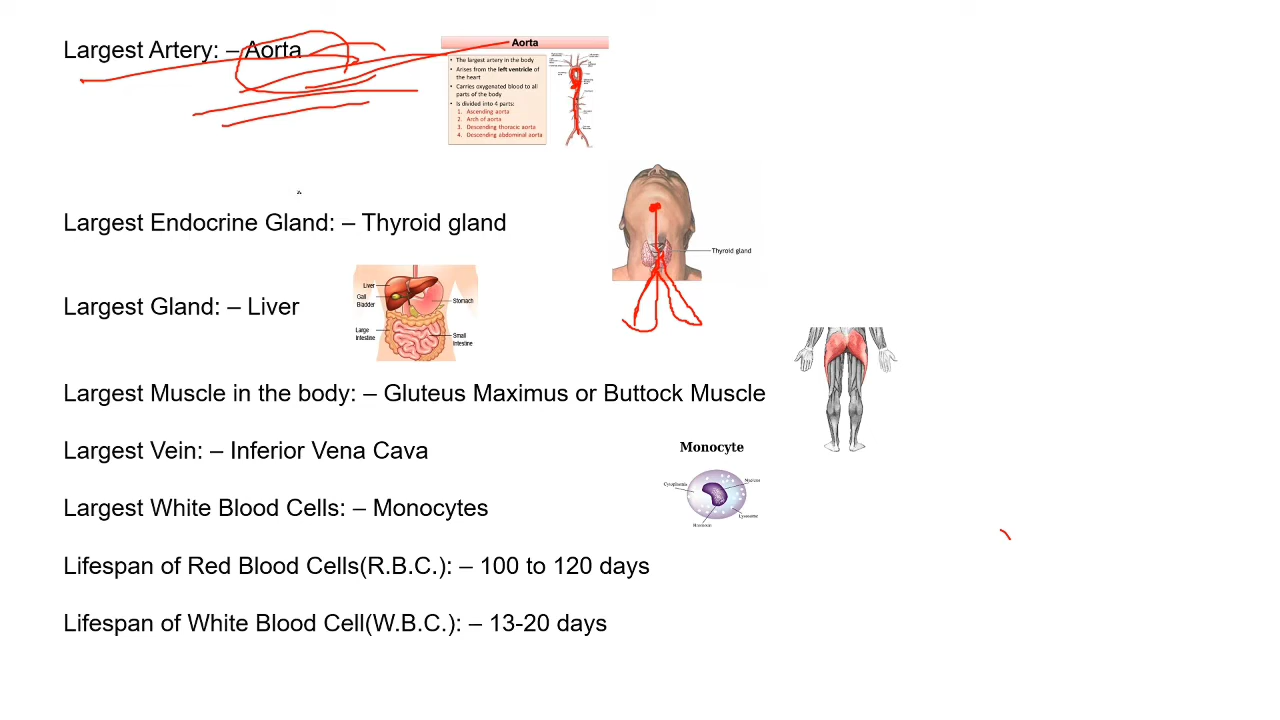 Largest Artery: – Aorta
Aorta
• The largest artery in the body
• Arises from the left ventricle of
the heart
• Carries oxygenated blood to all
parts of the body
• Is divided into 4 parts:
1. Ascending aorta
2. Arch of aorta
3. Descending thoracic aorta
4. Descending abdominal aorta
Largest Endocrine Gland: – Thyroid gland
Thyroid gland
Largest Gland: – Liver
Liver
Gall
Bladder
Stomach
Large
Intestine
Small
Intestine
Largest Muscle in the body: – Gluteus Maximus or Buttock Muscle
Largest Vein: – Inferior Vena Cava
Monocyte
Cytoplasmic
Nucleus
Lysosome
Largest White Blood Cells: – Monocytes
Lifespan of Red Blood Cells(R.B.C.): – 100 to 120 days
Lifespan of White Blood Cell(W.B.C.): – 13-20 days